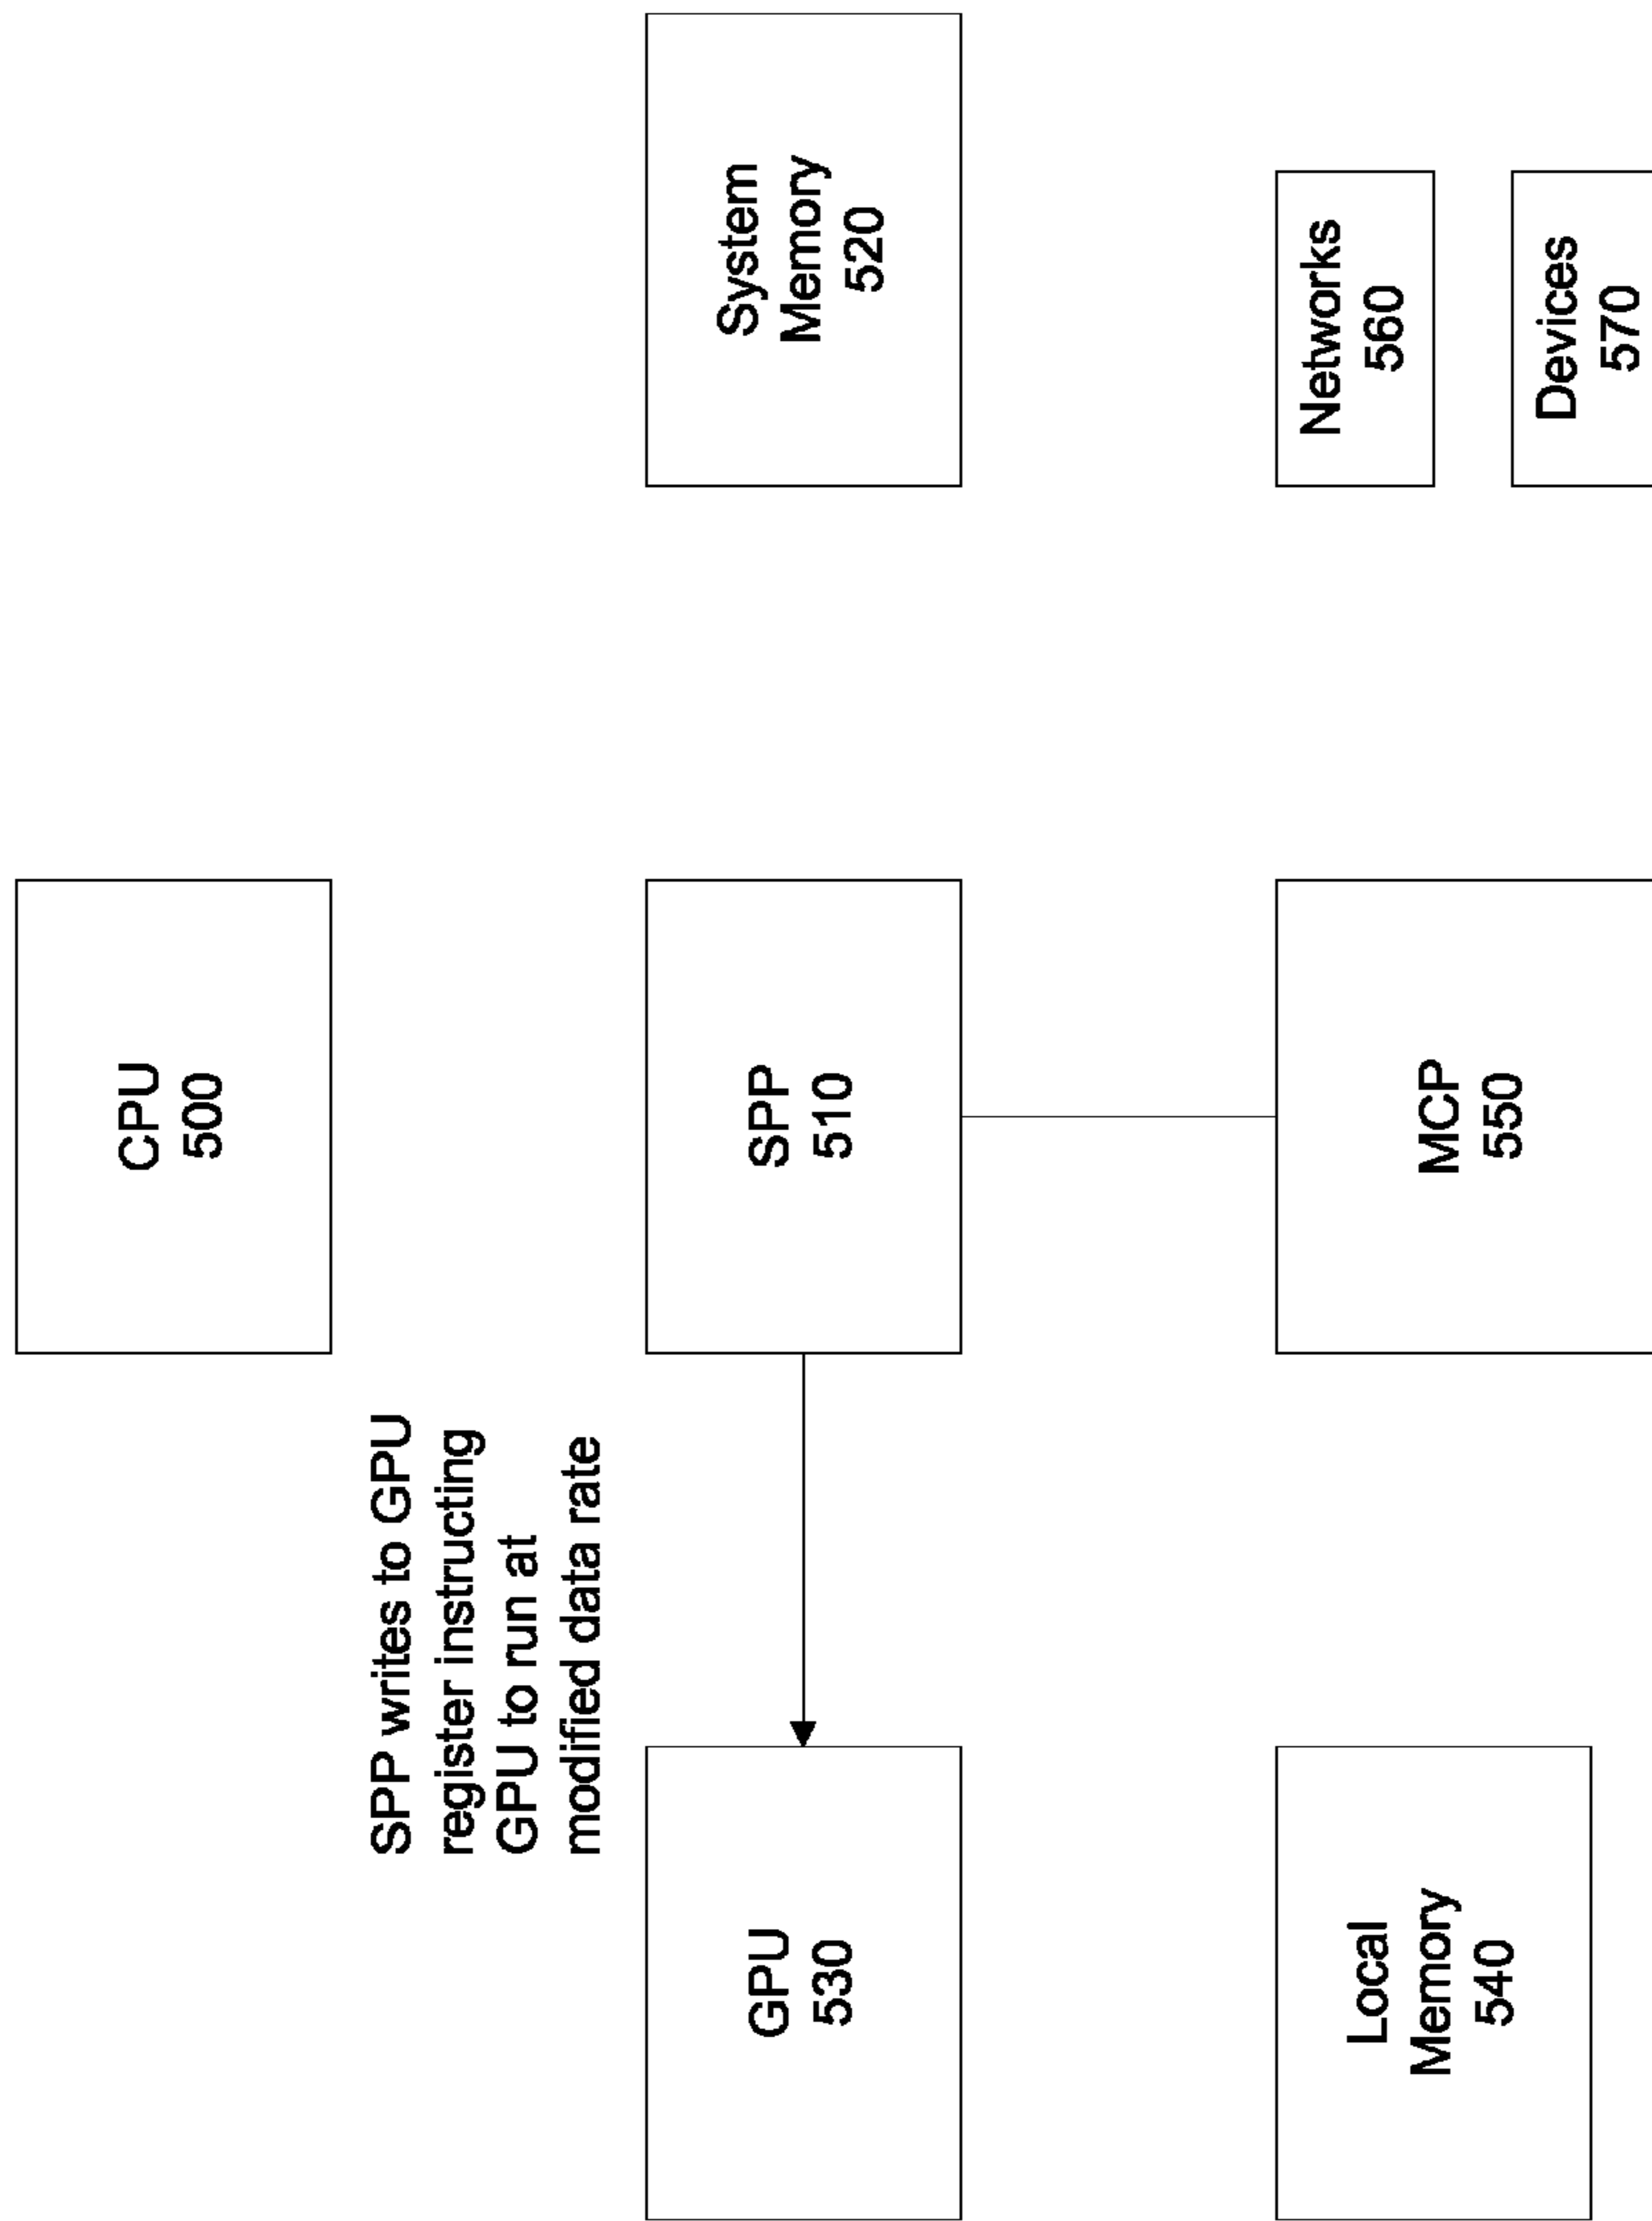 CPU
500
SPP writes to GPU
register instructing
GPU to run at
modified data rate
GPU
530
SPP
510
System
Memory
520
Local
Memory
540
MCP
550
Networks
560
Devices
570